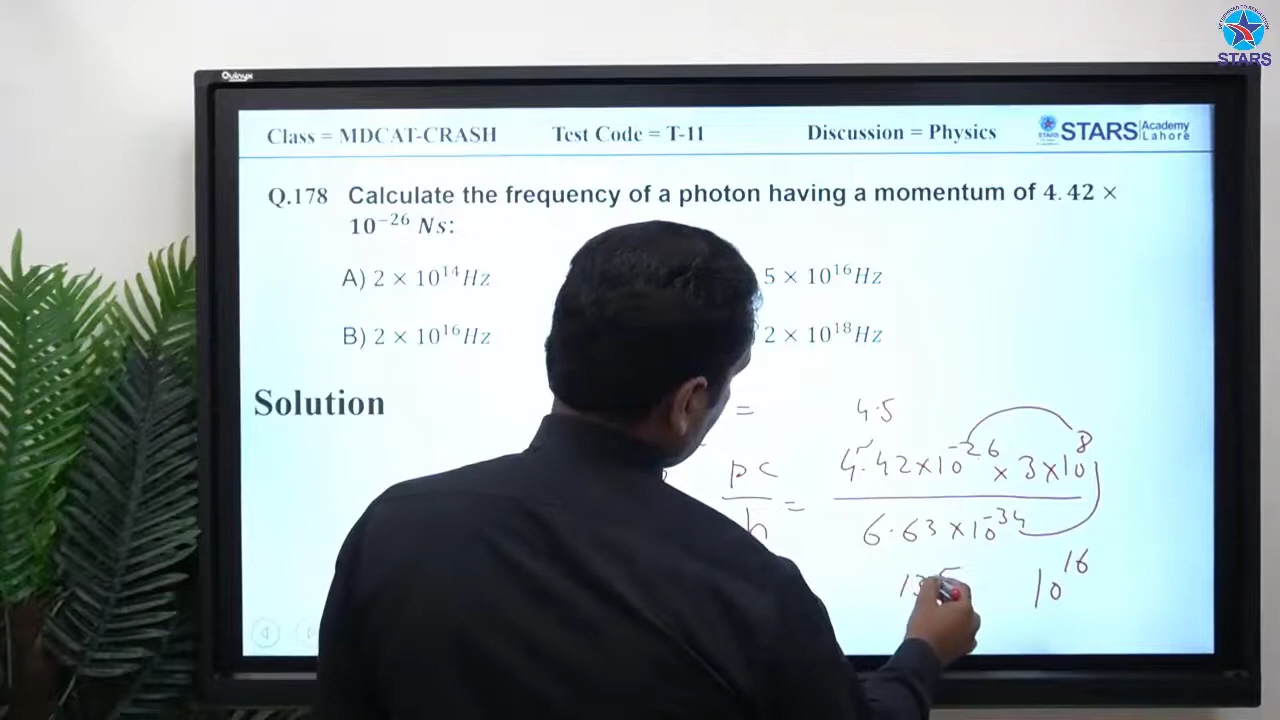 STARS
Quinyx
Class = MDCAT-CRASH Test Code = T-11 Discussion = Physics STARS Academy Lahore
Q.178 Calculate the frequency of a photon having a momentum of 4.42 ×
10⁻²⁶ Ns:
A) 2 × 10¹⁴Hz 5 × 10¹⁶Hz
B) 2 × 10¹⁶Hz 2 × 10¹⁸Hz
Solution
= 4.5
pc/h = 4.42×10⁻²⁶ × 3×10⁸
6.63×10⁻³⁴
10¹⁶